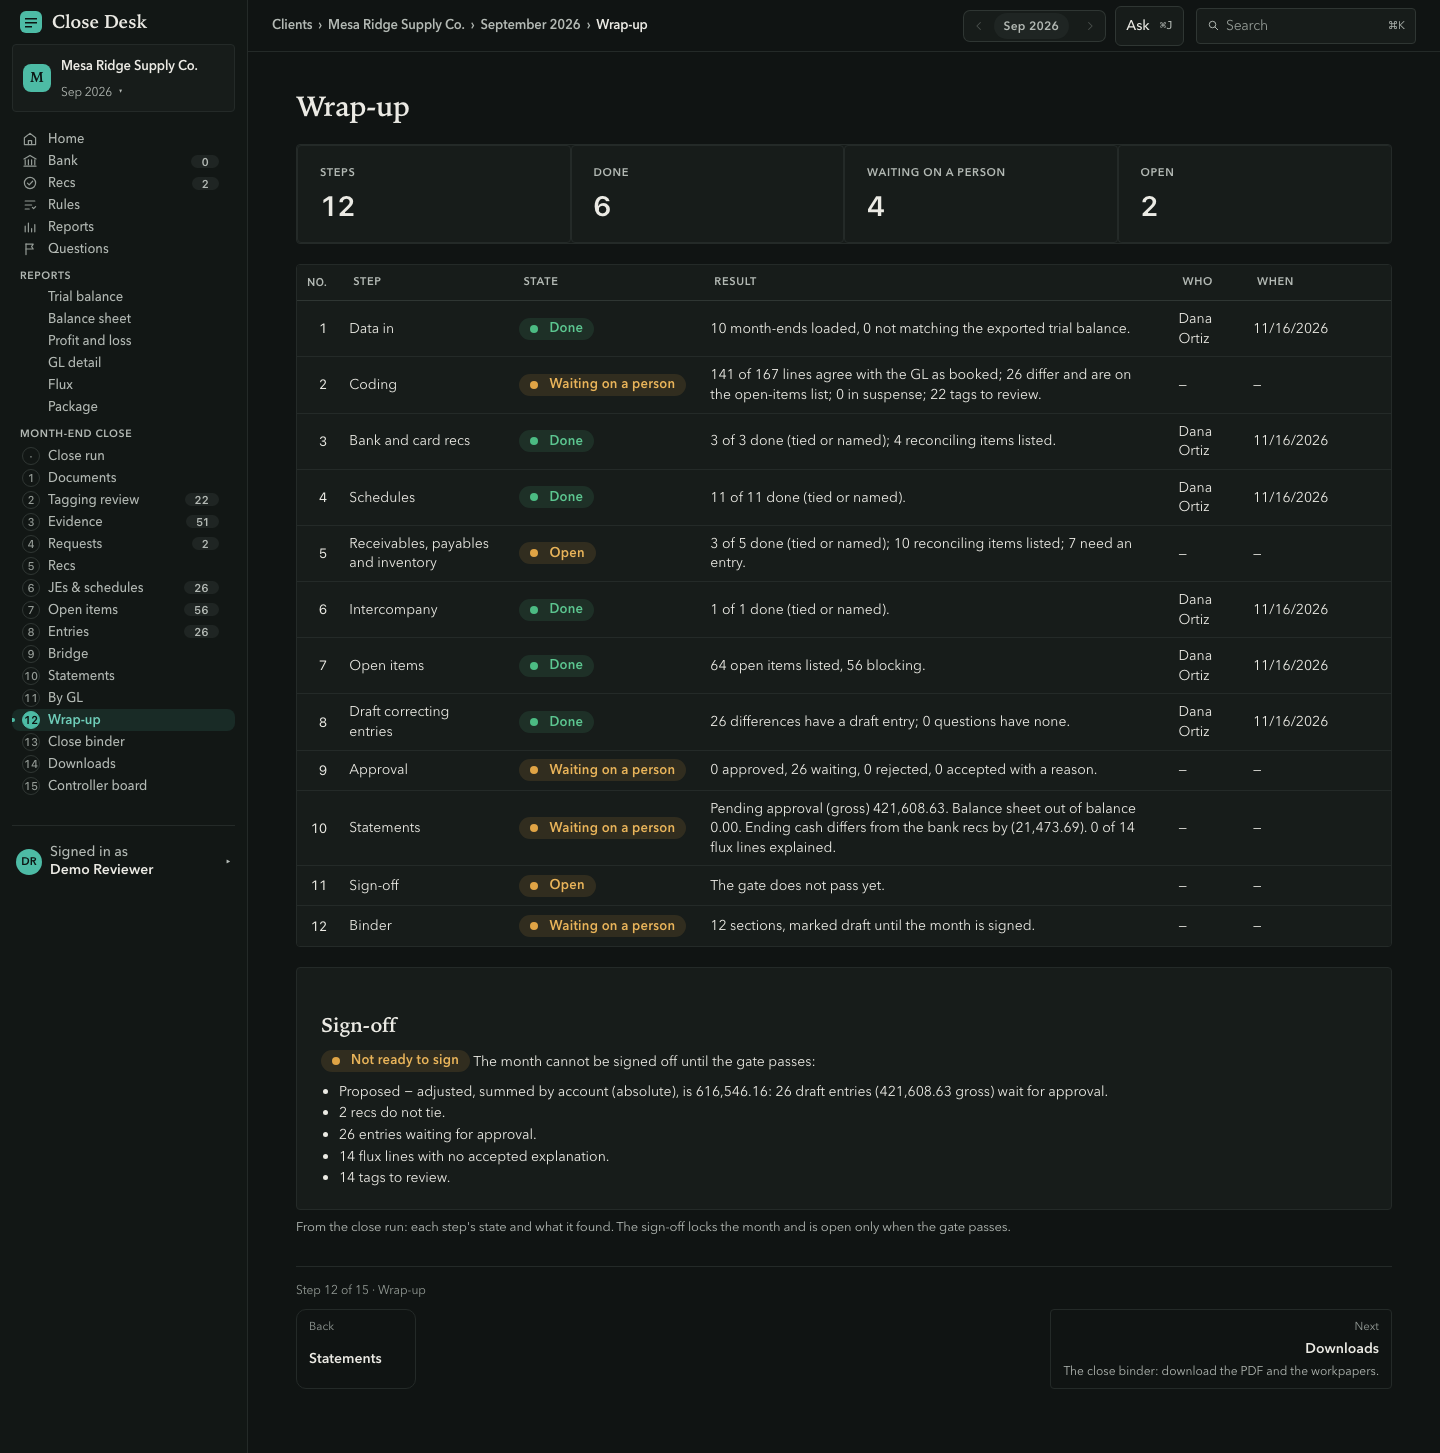 Close Desk
Clients › Mesa Ridge Supply Co. › September 2026 › Wrap-up
‹ Sep 2026 ›
Ask ⌘J
Search ⌘K
M
Mesa Ridge Supply Co.
Sep 2026
Home
Bank 0
Recs 2
Rules
Reports
Questions
REPORTS
Trial balance
Balance sheet
Profit and loss
GL detail
Flux
Package
MONTH-END CLOSE
· Close run
1 Documents
2 Tagging review 22
3 Evidence 51
4 Requests 2
5 Recs
6 JEs & schedules 26
7 Open items 56
8 Entries 26
9 Bridge
10 Statements
11 By GL
12 Wrap-up
13 Close binder
14 Downloads
15 Controller board
DR
Signed in as
Demo Reviewer
Wrap-up
STEPS
12
DONE
6
WAITING ON A PERSON
4
OPEN
2
NO. STEP STATE RESULT WHO WHEN
1 Data in Done 10 month-ends loaded, 0 not matching the exported trial balance. Dana
Ortiz 11/16/2026
2 Coding Waiting on a person 141 of 167 lines agree with the GL as booked; 26 differ and are on
the open-items list; 0 in suspense; 22 tags to review. – –
3 Bank and card recs Done 3 of 3 done (tied or named); 4 reconciling items listed. Dana
Ortiz 11/16/2026
4 Schedules Done 11 of 11 done (tied or named). Dana
Ortiz 11/16/2026
5 Receivables, payables
and inventory Open 3 of 5 done (tied or named); 10 reconciling items listed; 7 need an
entry. – –
6 Intercompany Done 1 of 1 done (tied or named). Dana
Ortiz 11/16/2026
7 Open items Done 64 open items listed, 56 blocking. Dana
Ortiz 11/16/2026
8 Draft correcting
entries Done 26 differences have a draft entry; 0 questions have none. Dana
Ortiz 11/16/2026
9 Approval Waiting on a person 0 approved, 26 waiting, 0 rejected, 0 accepted with a reason. – –
10 Statements Waiting on a person Pending approval (gross) 421,608.63. Balance sheet out of balance
0.00. Ending cash differs from the bank recs by (21,473.69). 0 of 14
flux lines explained. – –
11 Sign-off Open The gate does not pass yet. – –
12 Binder Waiting on a person 12 sections, marked draft until the month is signed. – –
Sign-off
Not ready to sign The month cannot be signed off until the gate passes:
• Proposed – adjusted, summed by account (absolute), is 616,546.16: 26 draft entries (421,608.63 gross) wait for approval.
• 2 recs do not tie.
• 26 entries waiting for approval.
• 14 flux lines with no accepted explanation.
• 14 tags to review.
From the close run: each step's state and what it found. The sign-off locks the month and is open only when the gate passes.
Step 12 of 15 · Wrap-up
Back
Statements
Next
Downloads
The close binder: download the PDF and the workpapers.